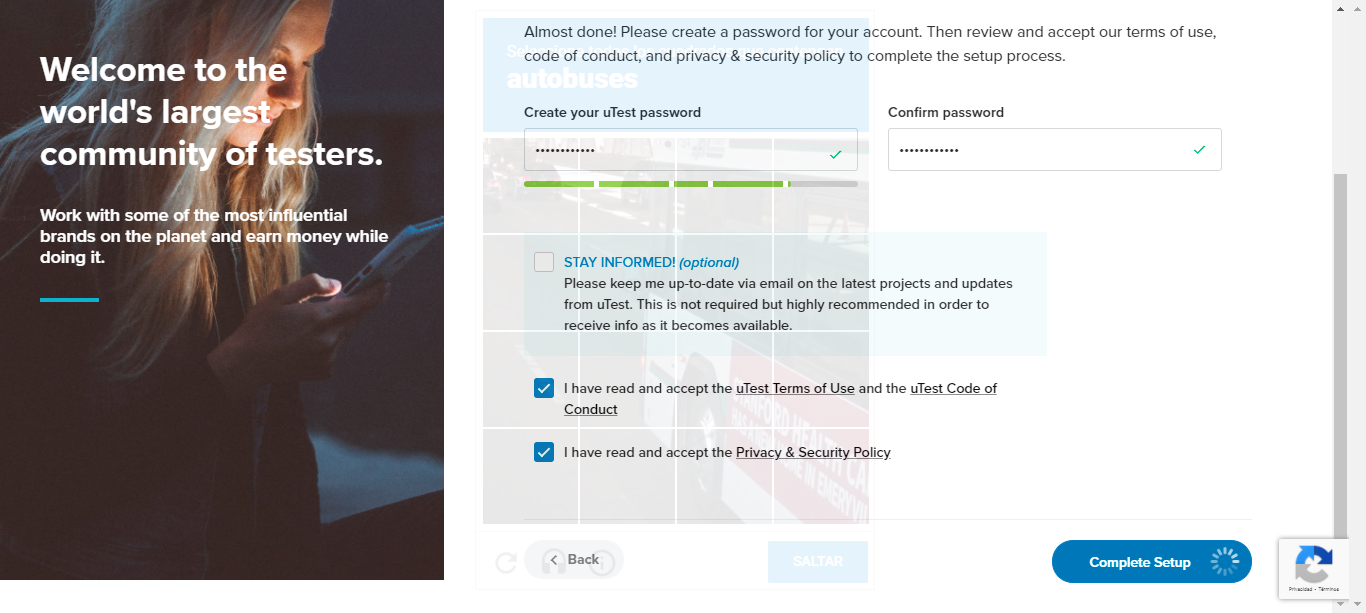 Welcome to the
world's largest
community of testers.
Work with some of the most influential
brands on the planet and earn money while
doing it.
Almost done! Please create a password for your account. Then review and accept our terms of use,
code of conduct, and privacy & security policy to complete the setup process.
autobuses
Create your uTest password
Confirm password
••••••••••••
••••••••••••
STAY INFORMED! (optional)
Please keep me up-to-date via email on the latest projects and updates
from uTest. This is not required but highly recommended in order to
receive info as it becomes available.
I have read and accept the uTest Terms of Use and the uTest Code of
Conduct
I have read and accept the Privacy & Security Policy
STANFORD HEALTH CA
IN EMERYVI
Back
SALTAR
Complete Setup
Privacidad - Términos